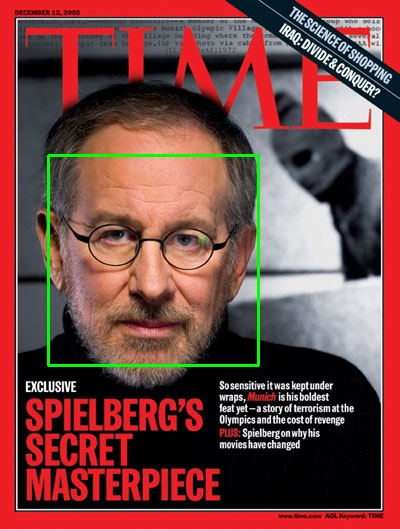 DECEMBER 12, 2005
THE SCIENCE OF SHOPPING
IRAQ: DIVIDE & CONQUER?
TIME
EXCLUSIVE
SPIELBERG'S
SECRET
MASTERPIECE
So sensitive it was kept under
wraps, Munich is his boldest
feat yet—a story of terrorism at the
Olympics and the cost of revenge
PLUS: Spielberg on why his
movies have changed
www.time.com AOL Keyword: TIME